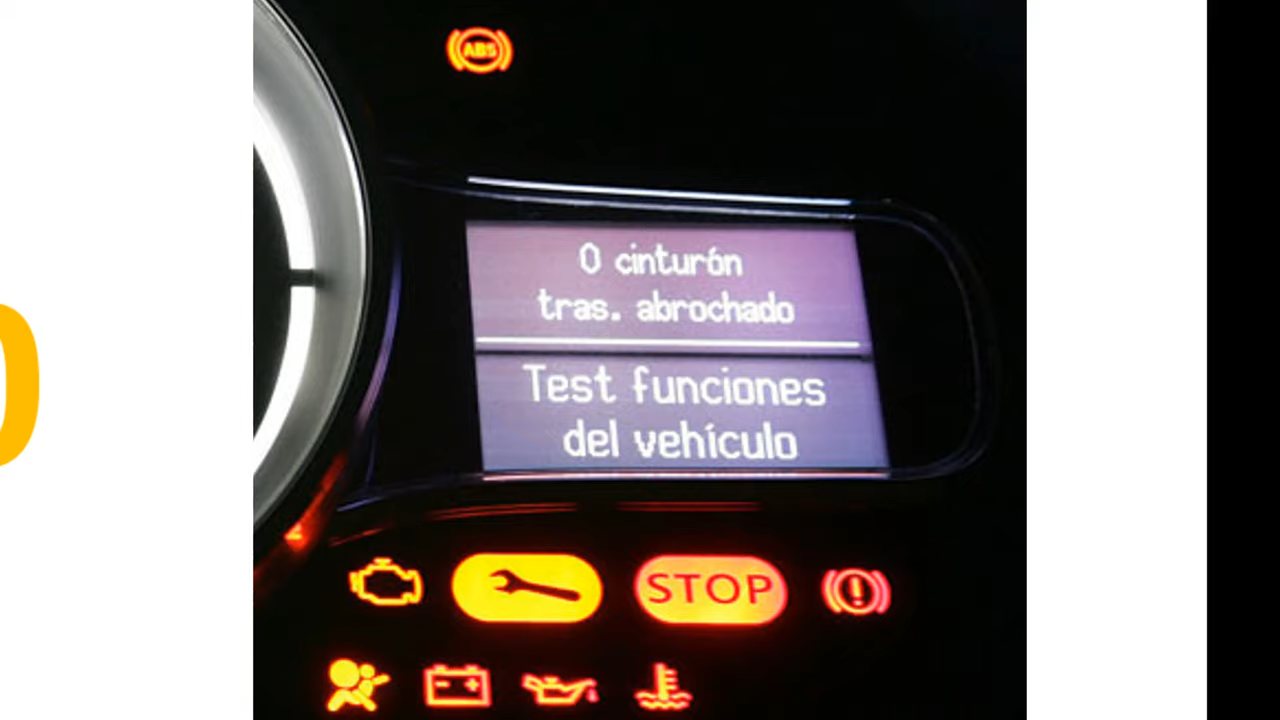 ABS
0 cinturón
tras. abrochado
Test funciones
del vehículo
STOP